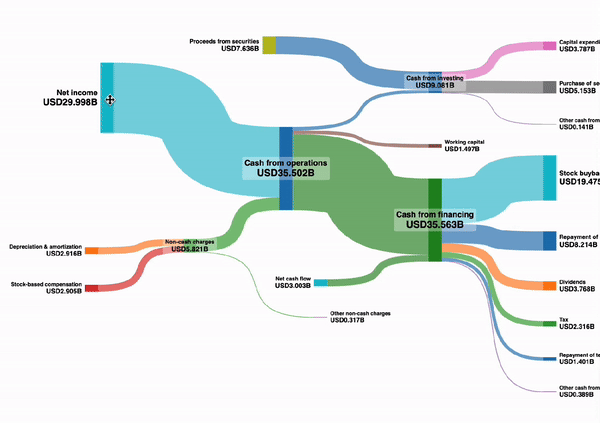 Proceeds from securities
USD7.636B
Capital expendi
USD3.787B
Cash from investing
USD9.081B
Purchase of se
USD5.153B
Net income
USD29.998B
Other cash from
USD0.141B
Working capital
USD1.497B
Cash from operations
USD35.502B
Stock buyba
USD19.475
Cash from financing
USD35.563B
Repayment of
USD8.214B
Depreciation & amortization
USD2.916B
Non-cash charges
USD5.821B
Stock-based compensation
USD2.905B
Net cash flow
USD3.003B
Dividends
USD3.768B
Other non-cash charges
USD0.317B
Tax
USD2.316B
Repayment of te
USD1.401B
Other cash from
USD0.389B